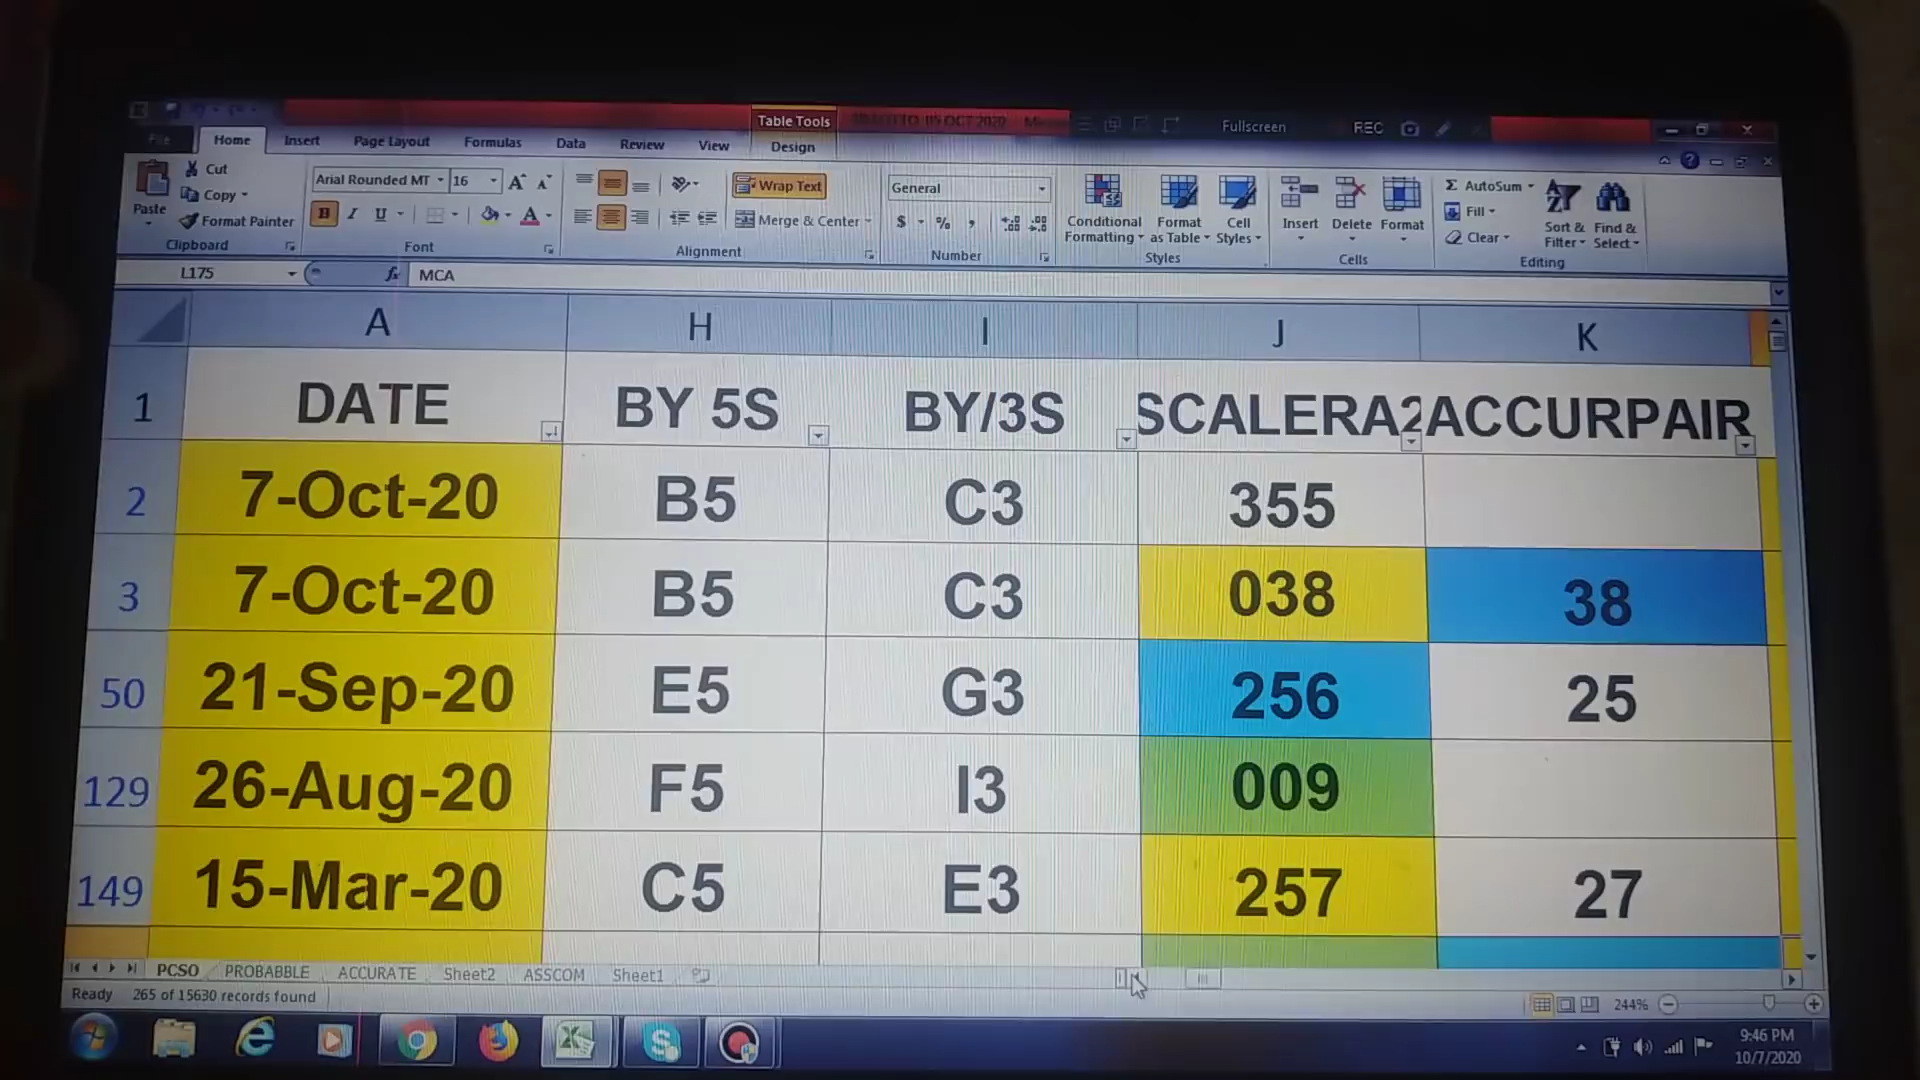 Table Tools
OCT 2020
Fullscreen
REC
File Home Insert Page Layout Formulas Data Review View Design
Paste
Cut
Copy
Format Painter
Clipboard
Arial Rounded MT 16
B I U
Font
Wrap Text
Merge & Center
Alignment
General
$ % ,
Number
Conditional Formatting
Format as Table
Cell Styles
Styles
Insert Delete Format
Cells
Σ AutoSum
Fill
Clear
Sort & Filter
Find & Select
Editing
L175 fx MCA
A H I J K
1 DATE BY 5S BY/3S SCALERA2 ACCURPAIR
2 7-Oct-20 B5 C3 355
3 7-Oct-20 B5 C3 038 38
50 21-Sep-20 E5 G3 256 25
129 26-Aug-20 F5 I3 009
149 15-Mar-20 C5 E3 257 27
PCSO PROBABBLE ACCURATE Sheet2 ASSCOM Sheet1
Ready 265 of 15630 records found 244%
9:46 PM
10/7/2020